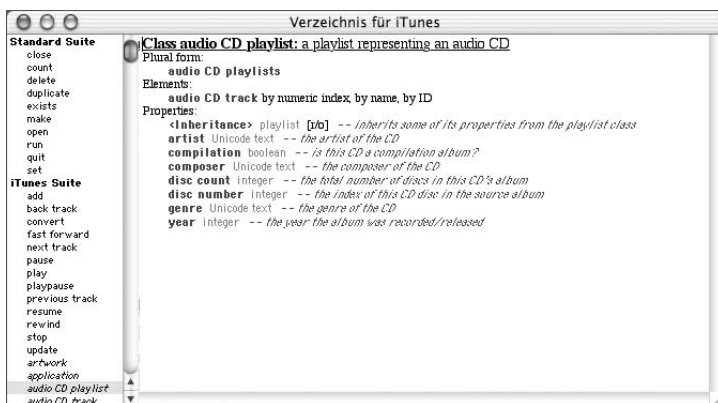 Verzeichnis für iTunes
Standard Suite
close
count
delete
duplicate
exists
make
open
run
quit
set
iTunes Suite
add
back track
convert
fast forward
next track
pause
play
playpause
previous track
resume
rewind
stop
update
artwork
application
audio CD playlist
audio CD track
Class audio CD playlist: a playlist representing an audio CD
Plural form:
audio CD playlists
Elements:
audio CD track by numeric index, by name, by ID
Properties:
<Inheritance> playlist [r/o] -- inherits some of its properties from the playlist class
artist Unicode text -- the artist of the CD
compilation boolean -- is this CD a compilation album?
composer Unicode text -- the composer of the CD
disc count integer -- the total number of discs in this CD's album
disc number integer -- the index of this CD disc in the source album
genre Unicode text -- the genre of the CD
year integer -- the year the album was recorded/released